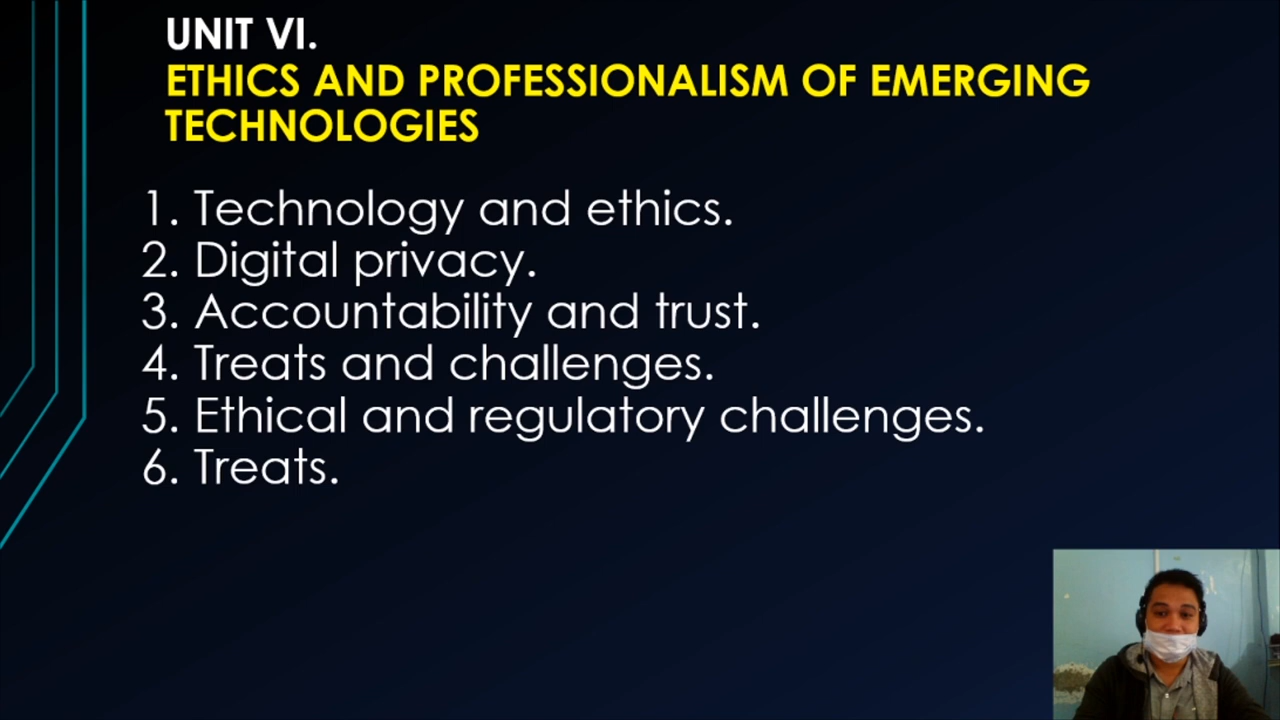 UNIT VI.
ETHICS AND PROFESSIONALISM OF EMERGING
TECHNOLOGIES
1. Technology and ethics.
2. Digital privacy.
3. Accountability and trust.
4. Treats and challenges.
5. Ethical and regulatory challenges.
6. Treats.